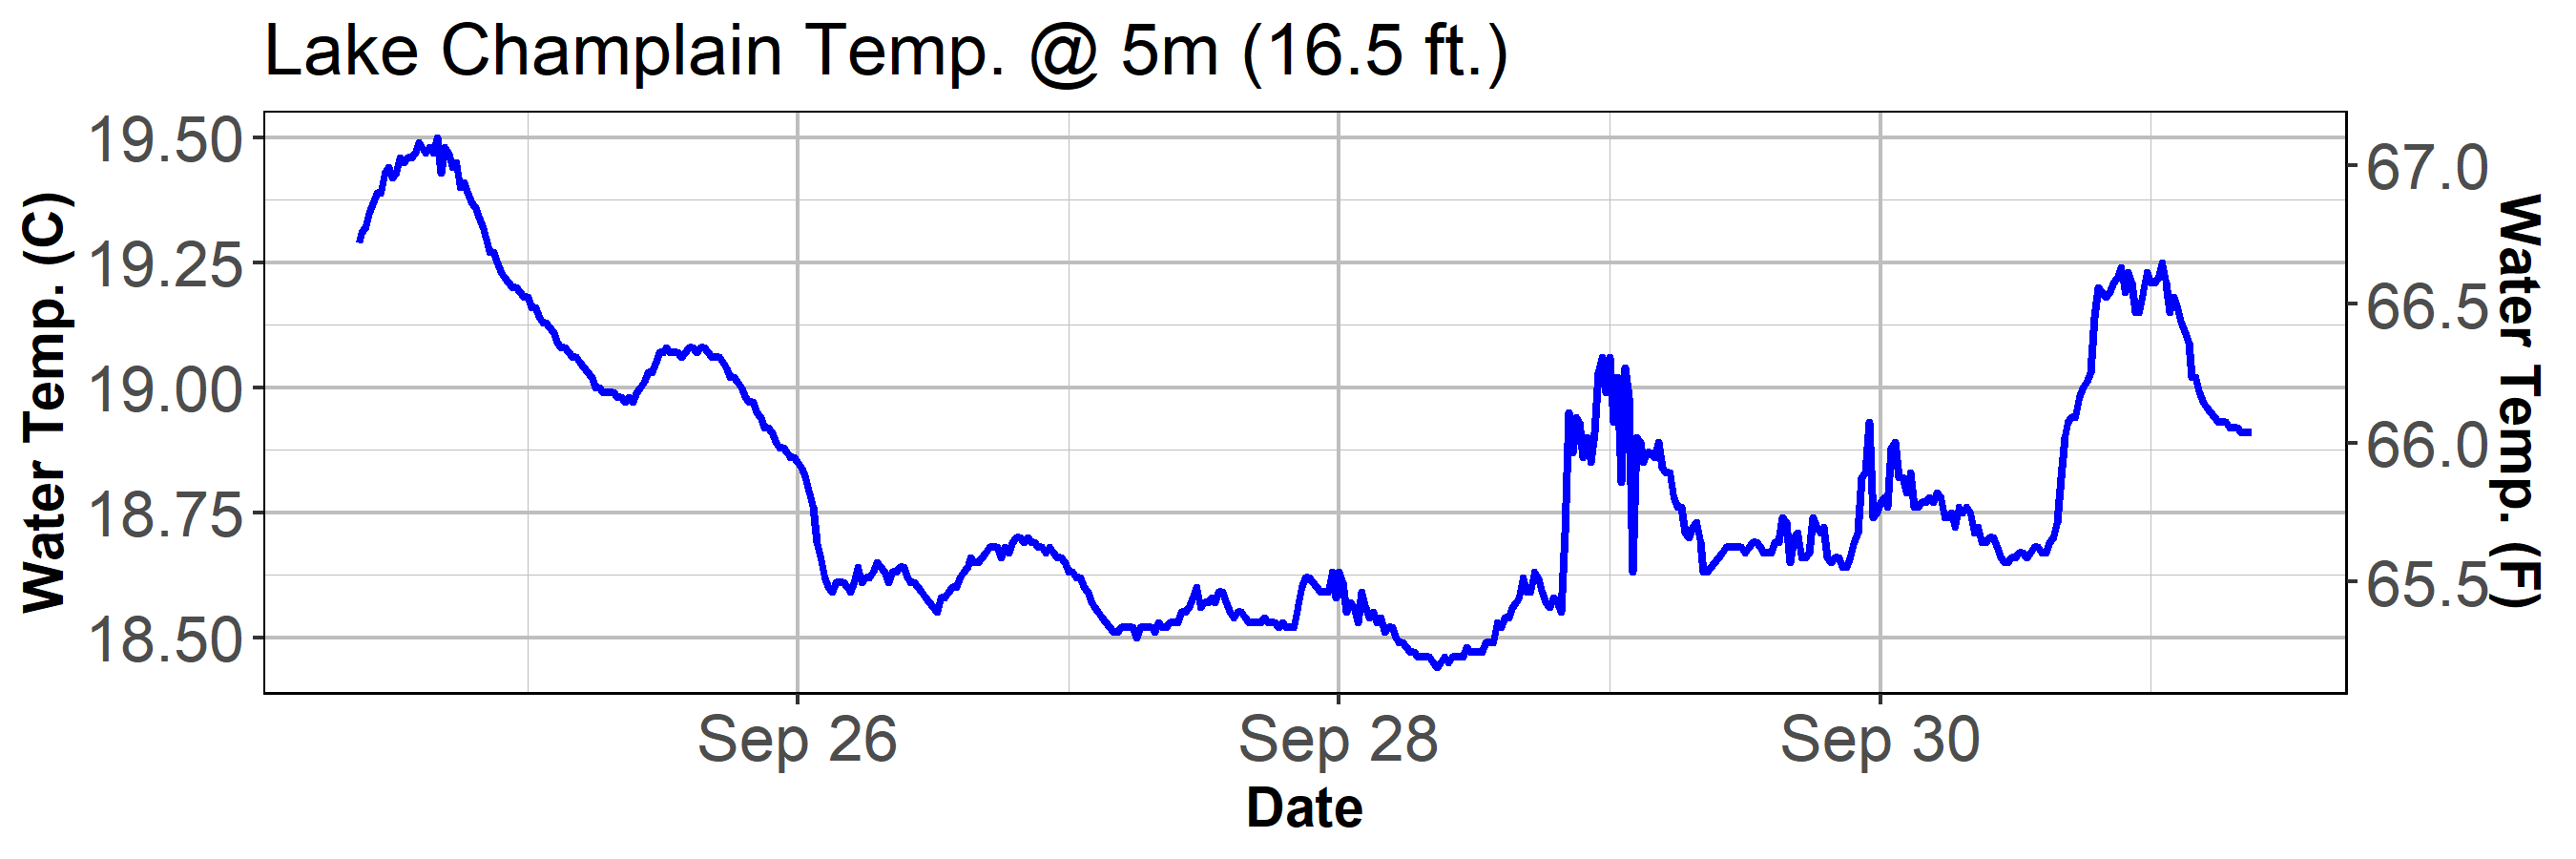 Lake Champlain Temp. @ 5m (16.5 ft.)
Water Temp. (C)
19.50
19.25
19.00
18.75
18.50
67.0
66.5
66.0
65.5
Water Temp. (F)
Sep 26
Sep 28
Sep 30
Date